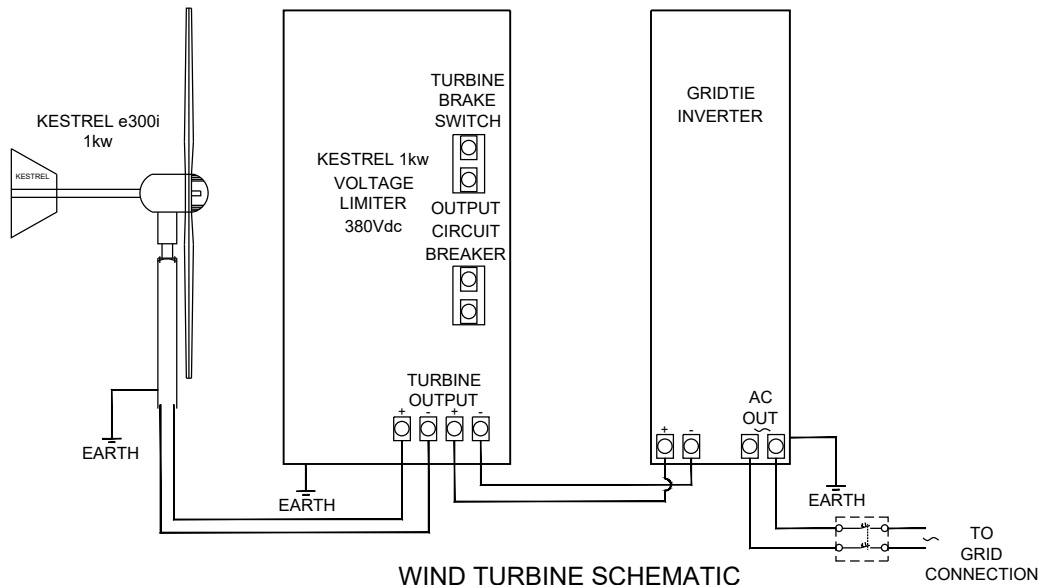 KESTREL e300i
1kw
KESTREL
TURBINE
BRAKE
SWITCH
KESTREL 1kw
VOLTAGE
LIMITER
380Vdc
OUTPUT
CIRCUIT
BREAKER
TURBINE
OUTPUT
+ - + -
EARTH
EARTH
GRIDTIE
INVERTER
AC
OUT
+ -
EARTH
TO
GRID
CONNECTION
WIND TURBINE SCHEMATIC